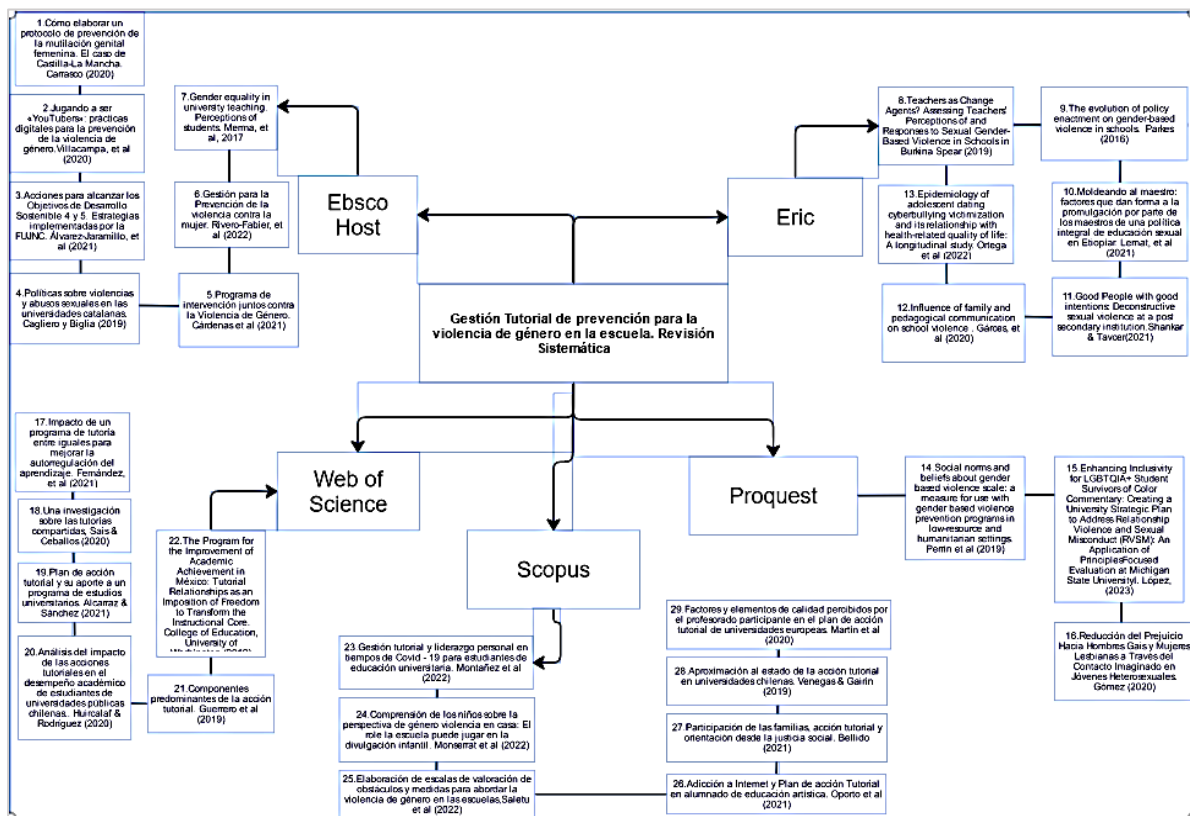 1.Cómo elaborar un
protocolo de prevención de
la mutilación genital
femenina. El caso de
Castilla-La Mancha.
Carrasco (2020)
2.Jugando a ser
«YouTubers»: prácticas
digitales para la prevención
de la violencia de
género.Villacampa, et al
(2020)
3.Acciones para alcanzar los
Objetivos de Desarrollo
Sostenible 4 y 5. Estrategias
implementadas por la
Álvarez-Jaramillo, et
al (2021)
4.Políticas sobre violencias
y abusos sexuales en las
universidades catalanas.
Cagliero y Biglia (2019)
5.Programa de
intervención juntos contra
la Violencia de Género.
Cárdenas et al (2021)
6.Gestión para la
Prevención de la
violencia contra la
mujer. Rivero-Fabier, et
al (2022)
7.Gender equality in
university teaching.
Perceptions of
students. Merma, et
al, 2017
Ebsco
Host
Eric
8.Teachers as Change
Agents? Assessing Teachers'
Perceptions of and
Responses to Sexual Gender-
Based Violence in Schools in
Burkina Spear (2019)
9.The evolution of policy
enactment on gender-based
violence in schools. Parkes
(2016)
10.Moldeando al maestro:
factores que dan forma a la
promulgación por parte de
los maestros de una política
integral de educación sexual
en Lemat, et al
(2021)
11.Good People with good
intentions: Deconstructive
sexual violence at a post
secondary institution.Shankar
& Tavcer(2021)
12.Influence of family and
pedagogical communication
on school violence . Gárces, et
al (2020)
13.Epidemiology of
adolescent dating
cyberbullying victimization
and its relationship with
health-related quality of life:
A longitudinal study. Ortega
et al (2022)
Gestión Tutorial de prevención para la
violencia de género en la escuela. Revisión
Sistemática
Web of
Science
Scopus
Proquest
14.Social norms and
beliefs about gender
based violence scale: a
measure for use with
gender based violence
prevention programs in
low-resource and
humanitarian settings.
Perrin et al (2019)
15.Enhancing Inclusivity
for LGBTQIA+ Student
Survivors of Color
Commentary: Creating a
University Strategic Plan
to Address Relationship
Violence and Sexual
Misconduct (RVSM): An
Application of
PrinciplesFocused
Evaluation at Michigan
State Universityl. López,
(2023)
16.Reducción del Prejuicio
Hacia Hombres Gais y Mujeres
Lesbianas a Través del
Contacto Imaginado en
Jóvenes Heterosexuales.
Gómez (2020)
17.Impacto de un
programa de tutoría
entre iguales para
mejorar la
autorregulación del
aprendizaje. Fernández,
et al (2021)
18.Una investigación
sobre las tutorías
compartidas, Sais &
Ceballos (2020)
19.Plan de acción
tutorial y su aporte a un
programa de estudios
universitarios. Alcarraz &
Sánchez (2021)
20.Análisis del impacto
de las acciones
tutoriales en el
desempeño académico
de estudiantes de
universidades públicas
chilenas.. Huircalaf &
Rodríguez (2020)
21.Componentes
predominantes de la acción
tutorial. Guerrero et al
(2019)
22.The Program for
the Improvement of
Academic
Achievement in
México: Tutorial
Relationships as an
Imposition of Freedom
to Transform the
Instructional Core.
College of Education,
University of
23.Gestión tutorial y liderazgo personal en
tiempos de Covid - 19 para estudiantes de
educación universitaria. Montañez et al
(2022)
24.Comprensión de los niños sobre la
perspectiva de género violencia en casa: El
role la escuela puede jugar en la
divulgación infantil. Monserrat et al (2022)
25.Elaboración de escalas de valoración de
obstáculos y medidas para abordar la
violencia de género en las escuelas,Saletu
et al (2022)
26.Adicción a Internet y Plan de acción Tutorial
en alumnado de educación artística. Oporto et al
(2021)
27.Participación de las familias, acción tutorial y
orientación desde la justicia social. Bellido
(2021)
28.Aproximación al estado de la acción tutorial
en universidades chilenas. Venegas & Gairín
(2019)
29.Factores y elementos de calidad percibidos por
el profesorado participante en el plan de acción
tutorial de universidades europeas. Martín et al
(2020)